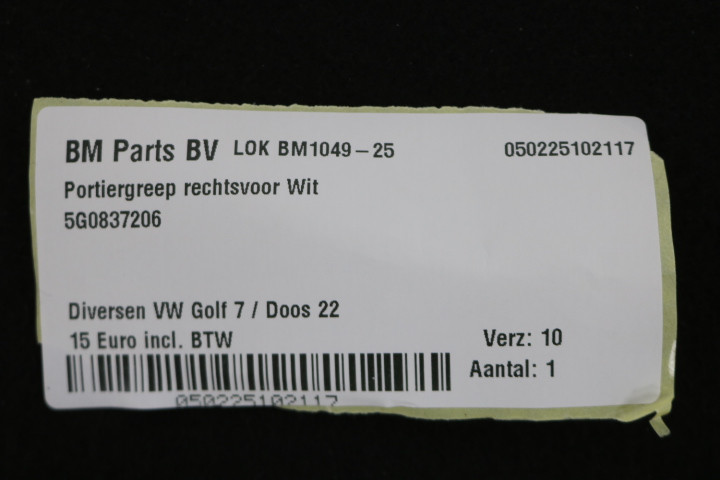 BM Parts BV LOK BM1049-25 050225102117
Portiergreep rechtsvoor Wit
5G0837206
Diversen VW Golf 7 / Doos 22
15 Euro incl. BTW Verz: 10
Aantal: 1
050225102117